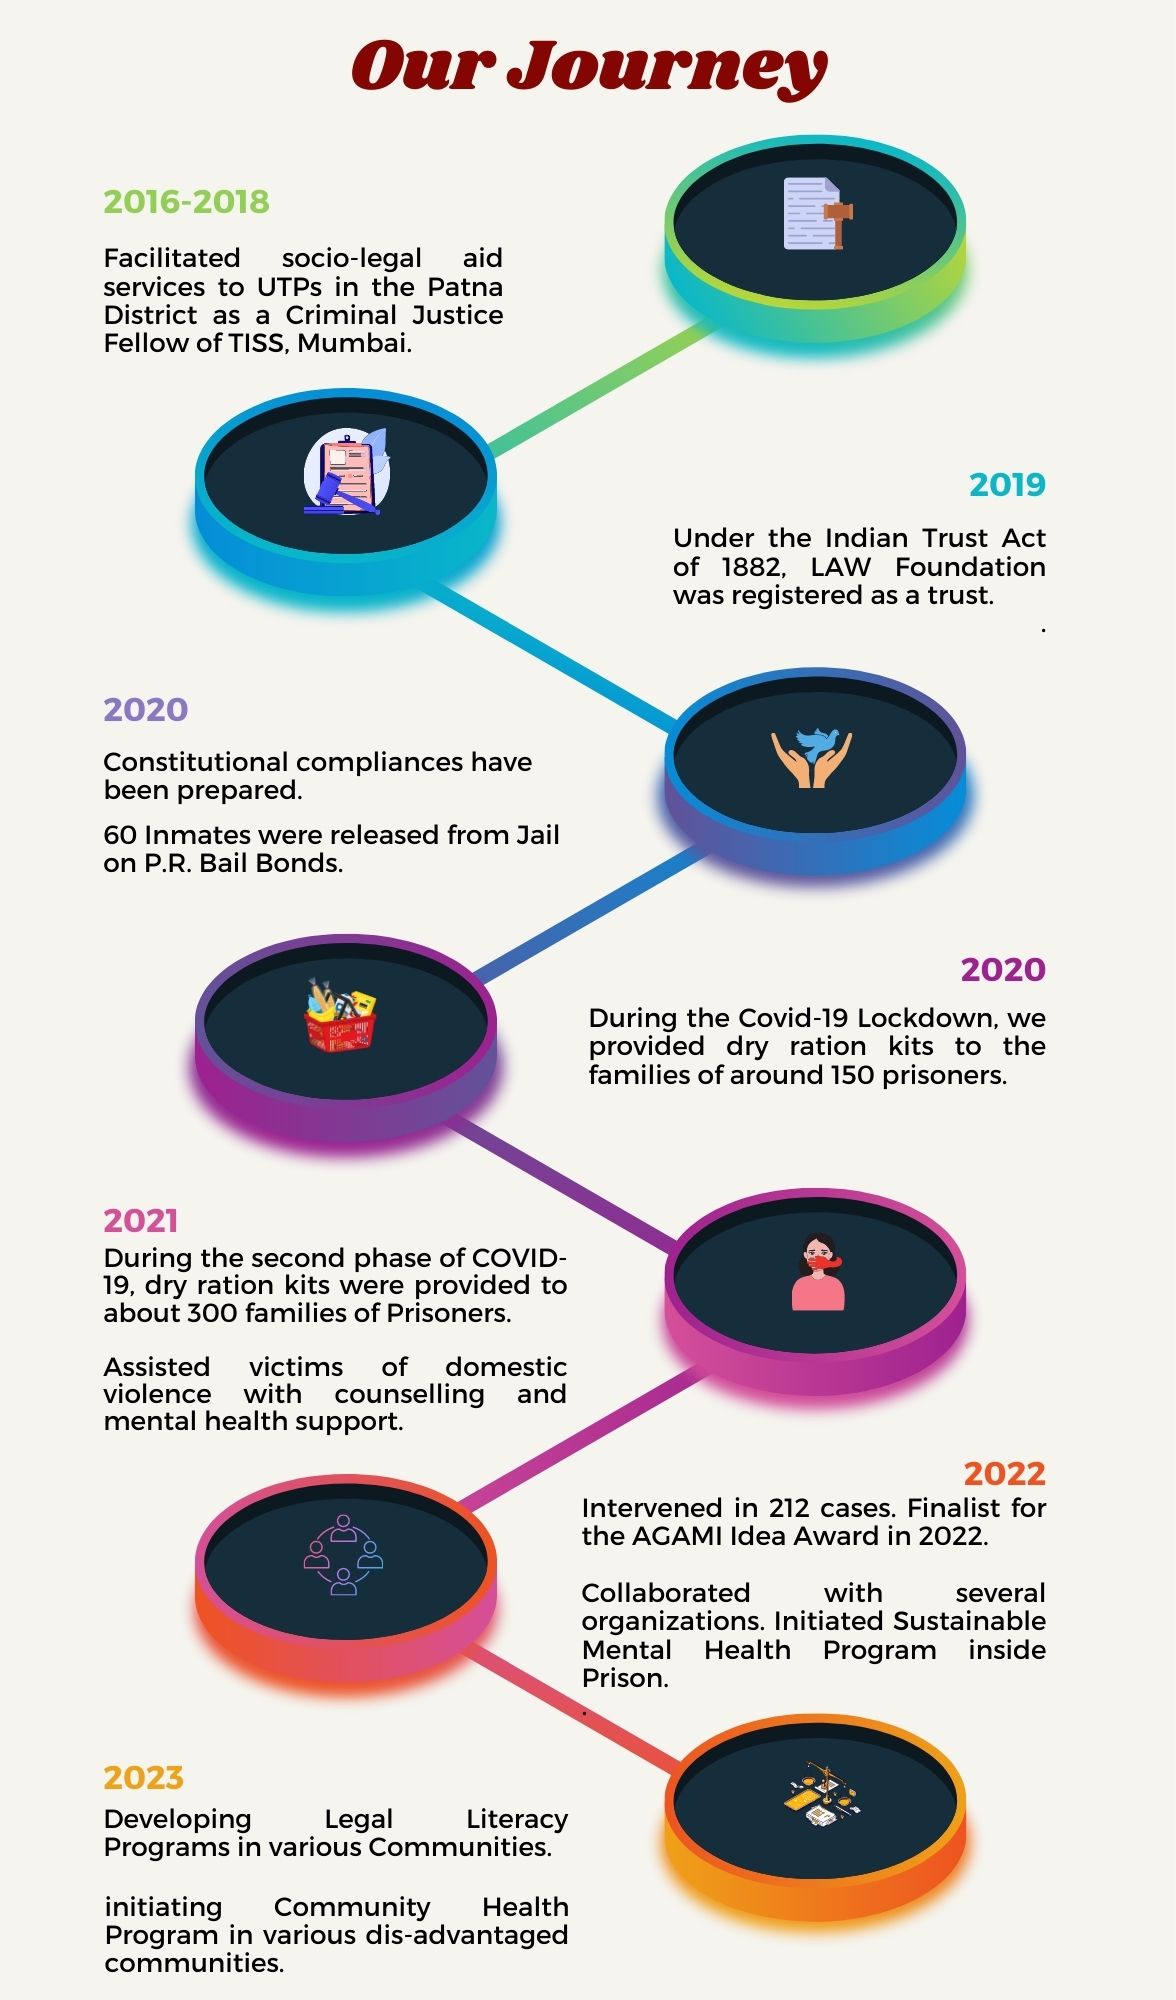 Our Journey
2016-2018
Facilitated socio-legal aid
services to UTPs in the Patna
District as a Criminal Justice
Fellow of TISS, Mumbai.
2019
Under the Indian Trust Act
of 1882, LAW Foundation
was registered as a trust.
.
2020
Constitutional compliances have
been prepared.
60 Inmates were released from Jail
on P.R. Bail Bonds.
2020
During the Covid-19 Lockdown, we
provided dry ration kits to the
families of around 150 prisoners.
2021
During the second phase of COVID-
19, dry ration kits were provided to
about 300 families of Prisoners.
Assisted victims of domestic
violence with counselling and
mental health support.
2022
Intervened in 212 cases. Finalist for
the AGAMI Idea Award in 2022.
Collaborated with several
organizations. Initiated Sustainable
Mental Health Program inside
Prison.
.
2023
Developing Legal Literacy
Programs in various Communities.
initiating Community Health
Program in various dis-advantaged
communities.